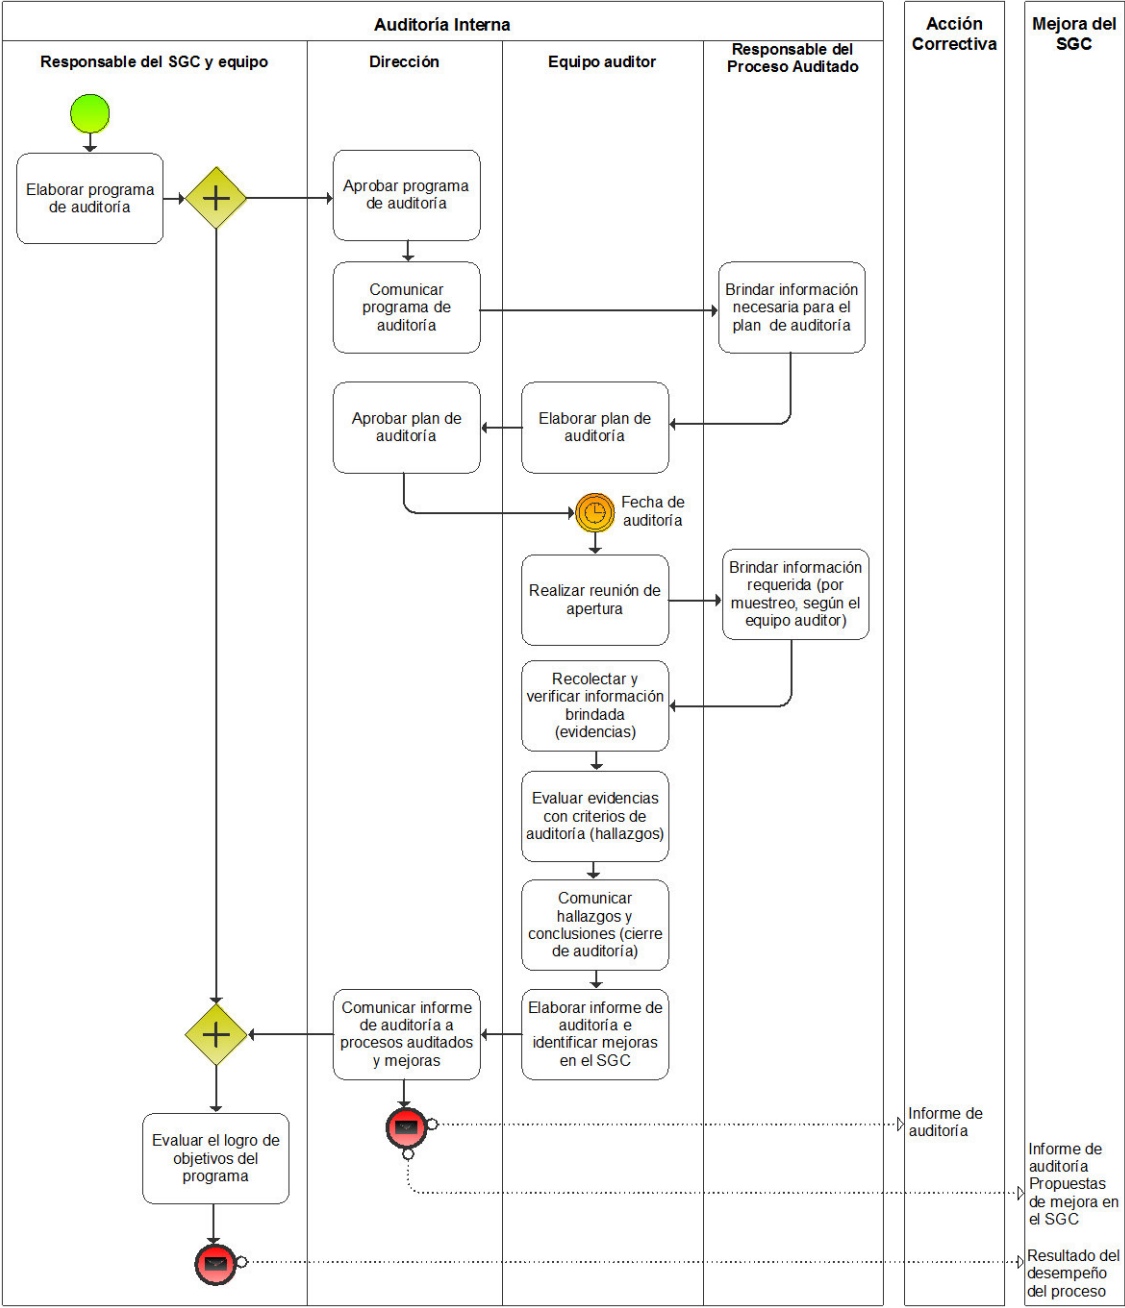 Auditoría Interna
Acción
Correctiva
Mejora del
SGC
Responsable del SGC y equipo
Dirección
Equipo auditor
Responsable del
Proceso Auditado
Elaborar programa
de auditoría
Aprobar programa
de auditoría
Comunicar
programa de
auditoría
Brindar información
necesaria para el
plan de auditoría
Aprobar plan de
auditoría
Elaborar plan de
auditoría
Fecha de
auditoría
Realizar reunión de
apertura
Brindar información
requerida (por
muestreo, según el
equipo auditor)
Recolectar y
verificar información
brindada
(evidencias)
Evaluar evidencias
con criterios de
auditoría (hallazgos)
Comunicar
hallazgos y
conclusiones (cierre
de auditoría)
Comunicar informe
de auditoría a
procesos auditados
y mejoras
Elaborar informe de
auditoría e
identificar mejoras
en el SGC
Informe de
auditoría
Evaluar el logro de
objetivos del
programa
Informe de
auditoría
Propuestas
de mejora en
el SGC
Resultado del
desempeño
del proceso